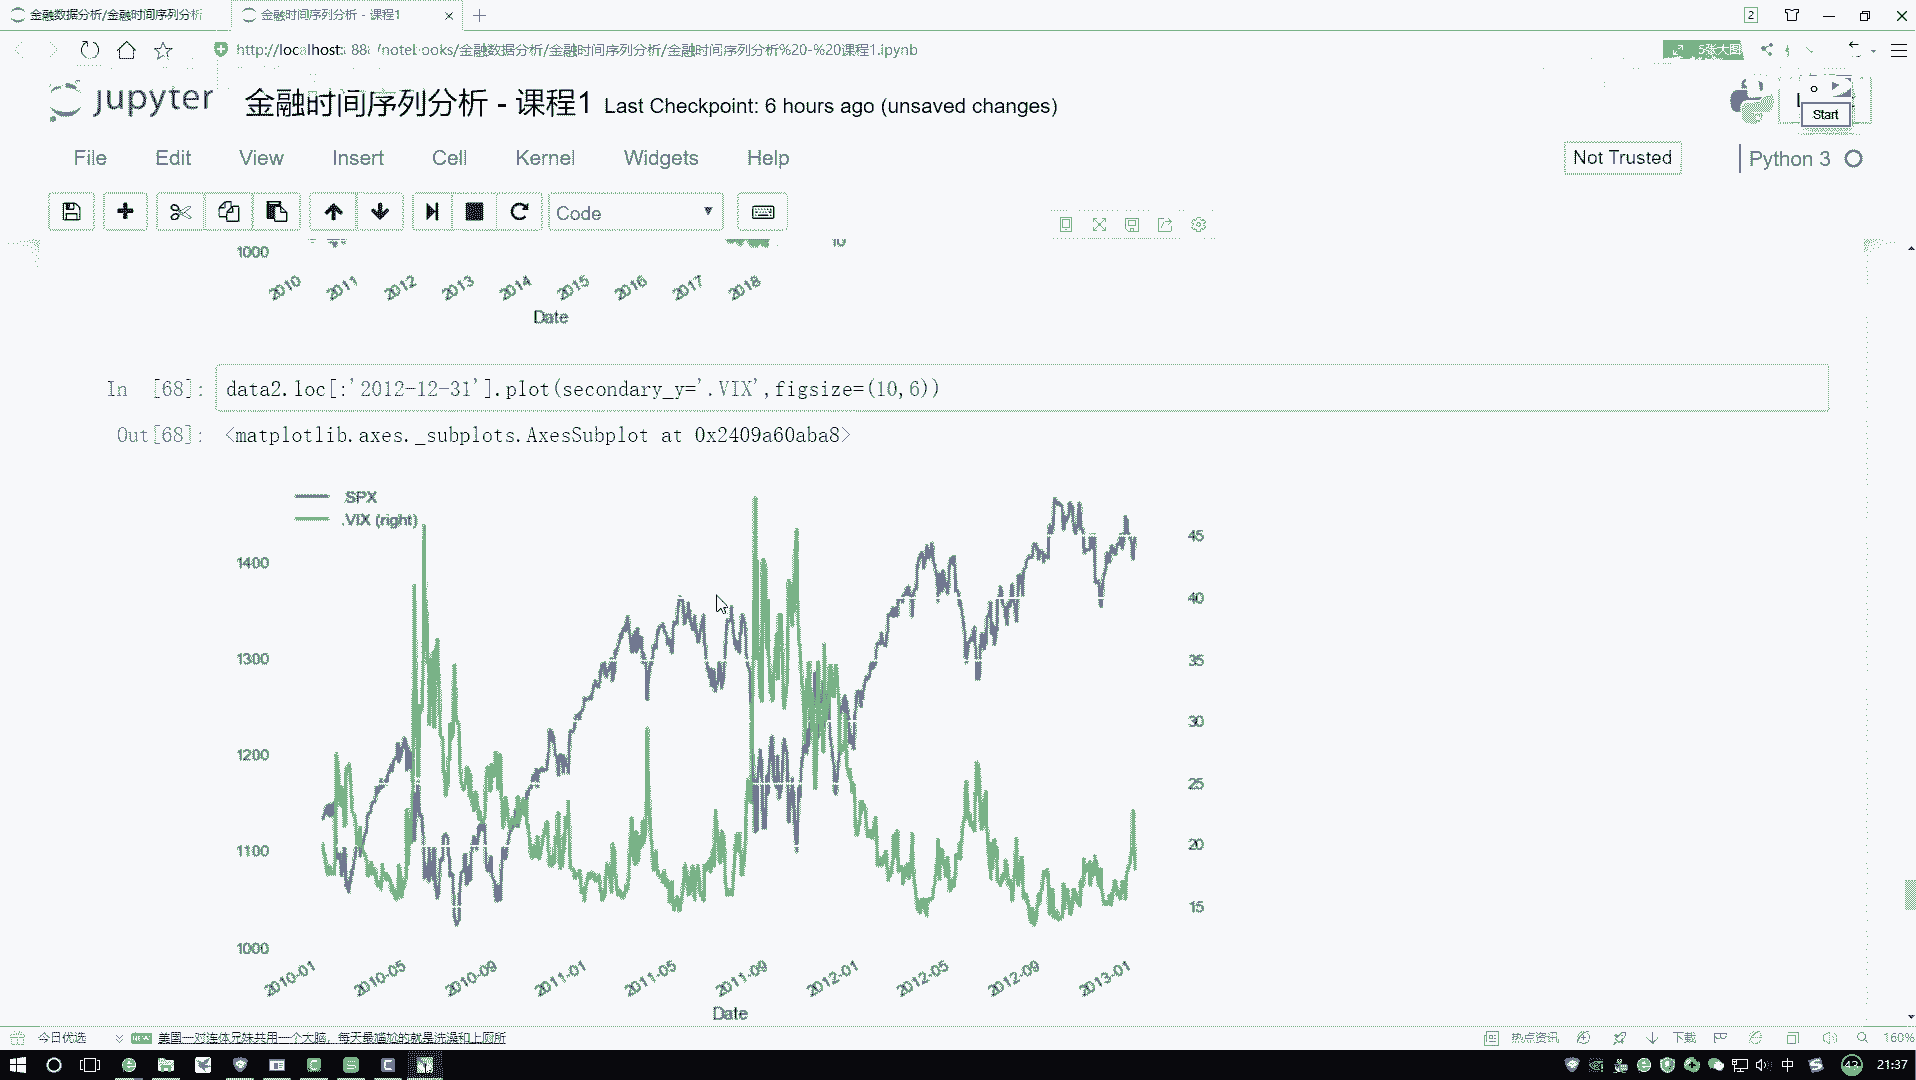 金融数据分析/金融时间序列分析
金融时间序列分析 - 课程1
2
http://localhost:888/notebooks/金融数据分析/金融时间序列分析/金融时间序列分析%20-%20课程1.ipynb
5张大图
jupyter
金融时间序列分析 - 课程1
Last Checkpoint: 6 hours ago (unsaved changes)
Start
File Edit View Insert Cell Kernel Widgets Help
Not Trusted
Python 3
Code
1000
10
2010 2011 2012 2013 2014 2015 2016 2017 2018
Date
In [68]: data2.loc[:'2012-12-31'].plot(secondary_y='.VIX',figsize=(10,6))
Out[68]: <matplotlib.axes._subplots.AxesSubplot at 0x2409a60aba8>
SPX
.VIX (right)
1400
1300
1200
1100
1000
45
40
35
30
25
20
15
2010-01 2010-05 2010-09 2011-01 2011-05 2011-09 2012-01 2012-05 2012-09 2013-01
Date
今日优选
NEW
美国一对连体兄妹共用一个大脑，每天最尴尬的就是洗澡和上厕所
热点资讯
下载
160%
中
43
21:37